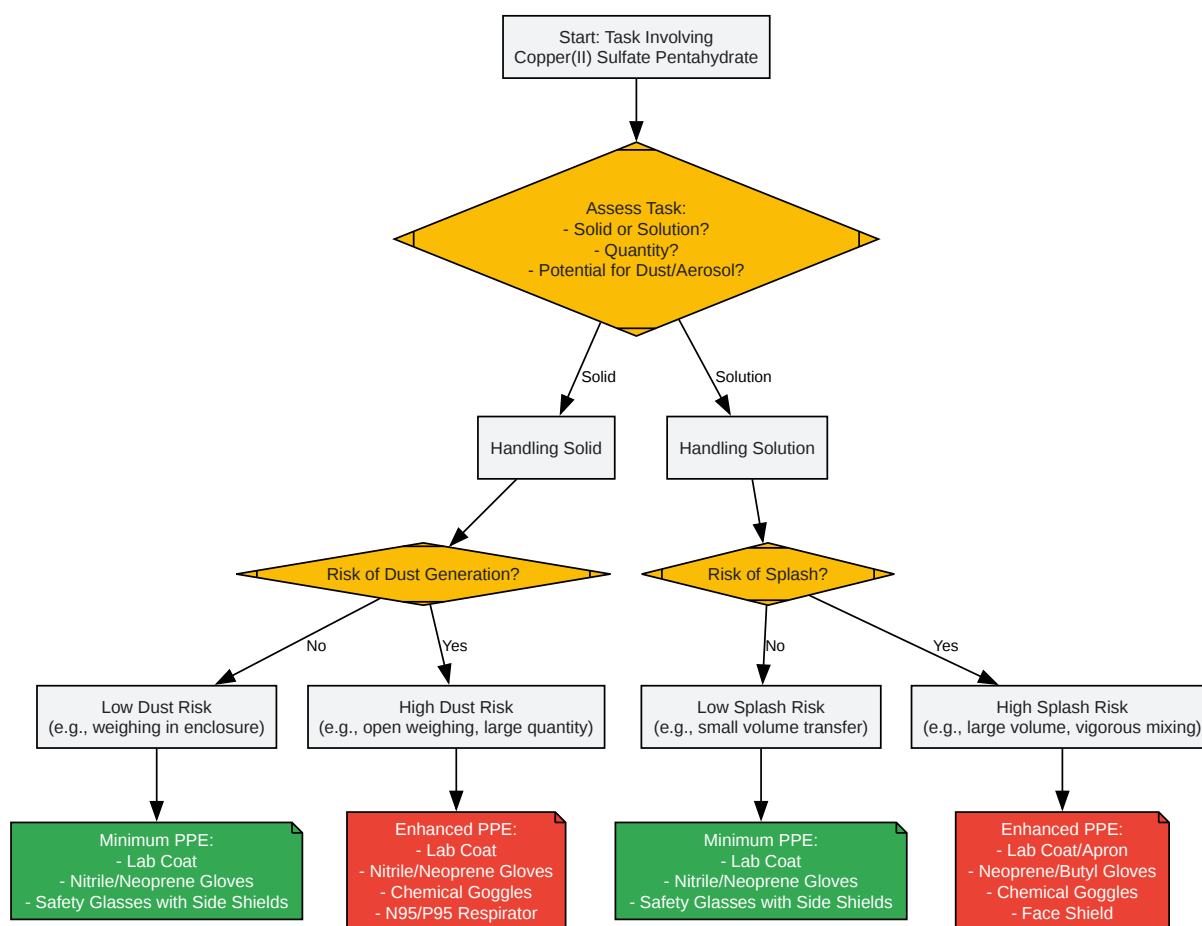 Start: Task Involving
Copper(II) Sulfate Pentahydrate
Assess Task:
- Solid or Solution?
- Quantity?
- Potential for Dust/Aerosol?
Solid
Solution
Handling Solid
Handling Solution
Risk of Dust Generation?
Risk of Splash?
No
Yes
No
Yes
Low Dust Risk
(e.g., weighing in enclosure)
High Dust Risk
(e.g., open weighing, large quantity)
Low Splash Risk
(e.g., small volume transfer)
High Splash Risk
(e.g., large volume, vigorous mixing)
Minimum PPE:
- Lab Coat
- Nitrile/Neoprene Gloves
- Safety Glasses with Side Shields
Enhanced PPE:
- Lab Coat
- Nitrile/Neoprene Gloves
- Chemical Goggles
- N95/P95 Respirator
Minimum PPE:
- Lab Coat
- Nitrile/Neoprene Gloves
- Safety Glasses with Side Shields
Enhanced PPE:
- Lab Coat/Apron
- Neoprene/Butyl Gloves
- Chemical Goggles
- Face Shield